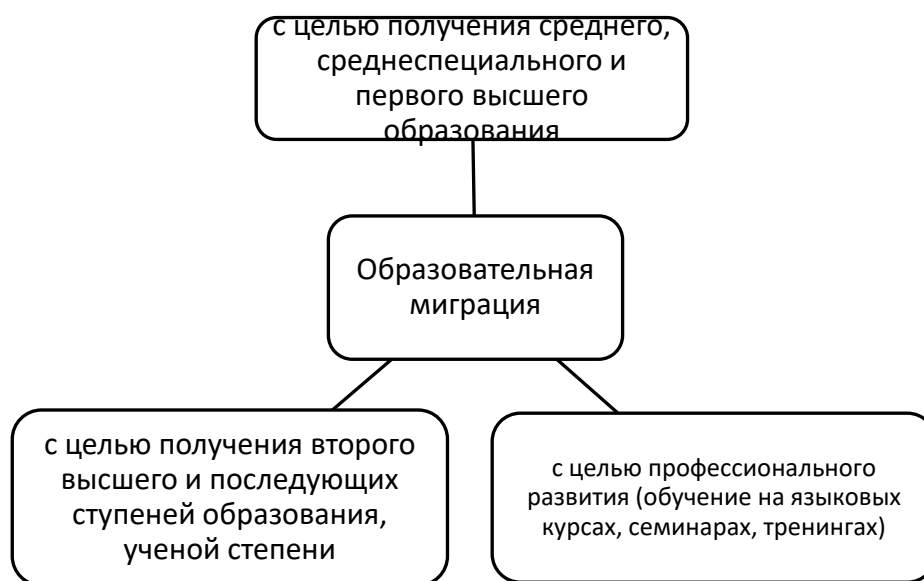 с целью получения среднего,
среднеспециального и
первого высшего
образования
Образовательная
миграция
с целью получения второго
высшего и последующих
ступеней образования,
ученой степени
с целью профессионального
развития (обучение на языковых
курсах, семинарах, тренингах)